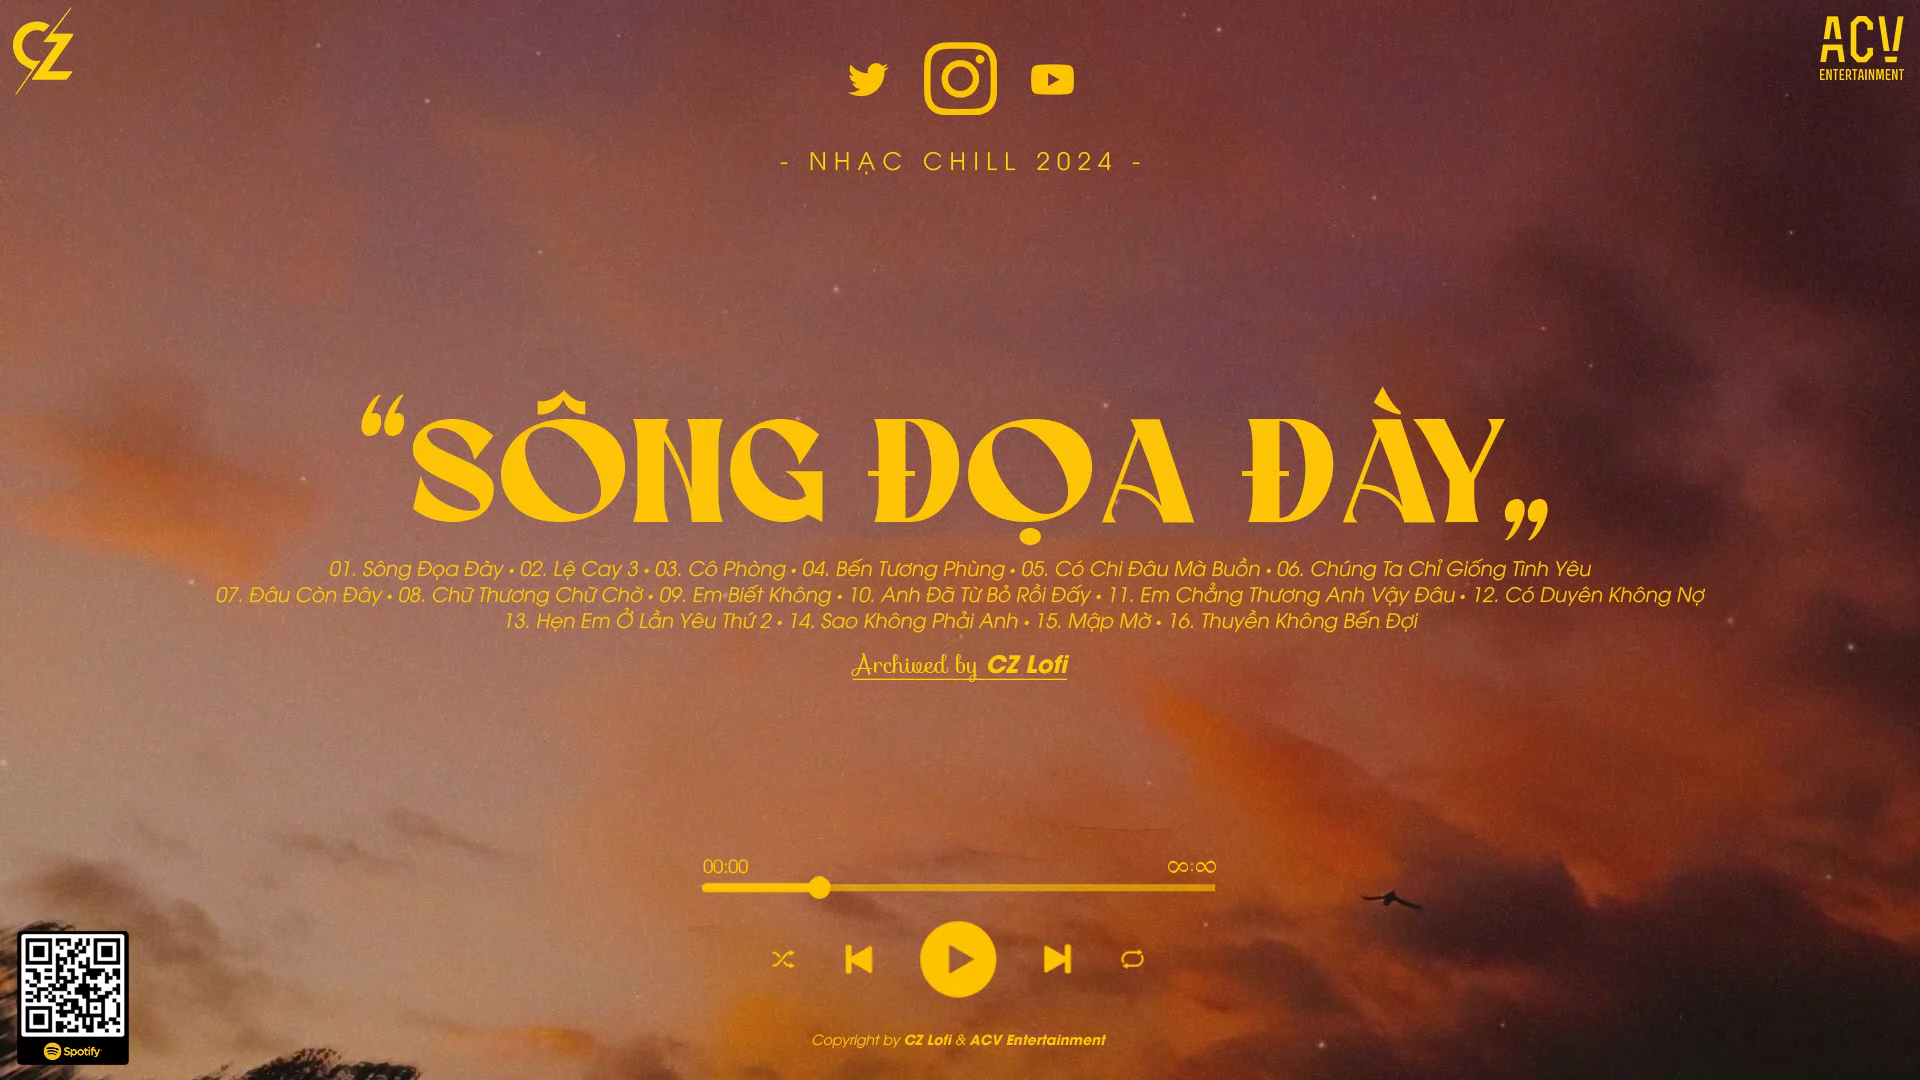 CZ
ACV
ENTERTAINMENT
- NHẠC CHILL 2024 -
“SÔNG ĐỌA ĐÀY„
01. Sông Đọa Đày • 02. Lệ Cay 3 • 03. Cô Phòng • 04. Bến Tương Phùng • 05. Có Chi Đâu Mà Buồn • 06. Chúng Ta Chỉ Giống Tình Yêu
07. Đâu Còn Đây • 08. Chữ Thương Chữ Chờ • 09. Em Biết Không • 10. Anh Đã Từ Bỏ Rồi Đấy • 11. Em Chẳng Thương Anh Vậy Đâu • 12. Có Duyên Không Nợ
13. Hẹn Em Ở Lần Yêu Thứ 2 • 14. Sao Không Phải Anh • 15. Mập Mờ • 16. Thuyền Không Bến Đợi
Archived by CZ Lofi
00:00 ∞:∞
Spotify
Copyright by CZ Lofi & ACV Entertainment